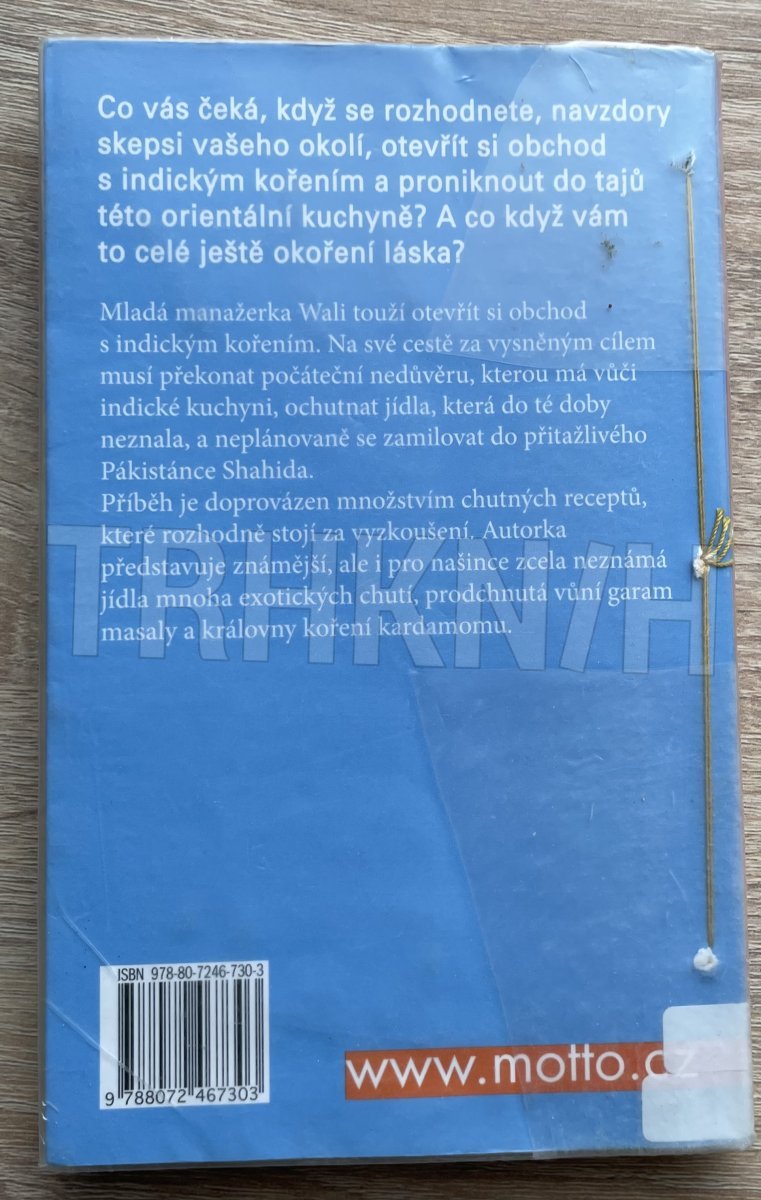 Co vás čeká, když se rozhodnete, navzdory
skepsi vašeho okolí, otevřít si obchod
s indickým kořením a proniknout do tajů
této orientální kuchyně? A co když vám
to celé ještě okoření láska?
Mladá manažerka Wali touží otevřít si obchod
s indickým kořením. Na své cestě za vysněným cílem
musí překonat počáteční nedůvěru, kterou má vůči
indické kuchyni, ochutnat jídla, která do té doby
neznala, a neplánovaně se zamilovat do přitažlivého
Pákistánce Shahida.
Příběh je doprovázen množstvím chutných receptů,
které rozhodně stojí za vyzkoušení. Autorka
představuje známější, ale i pro našince zcela neznámá
jídla mnoha exotických chutí, prodchnutá vůní garam
masaly a královny koření kardamomu.
TRHKNIH
ISBN 978-80-7246-730-3
9 788072 467303
www.motto.cz